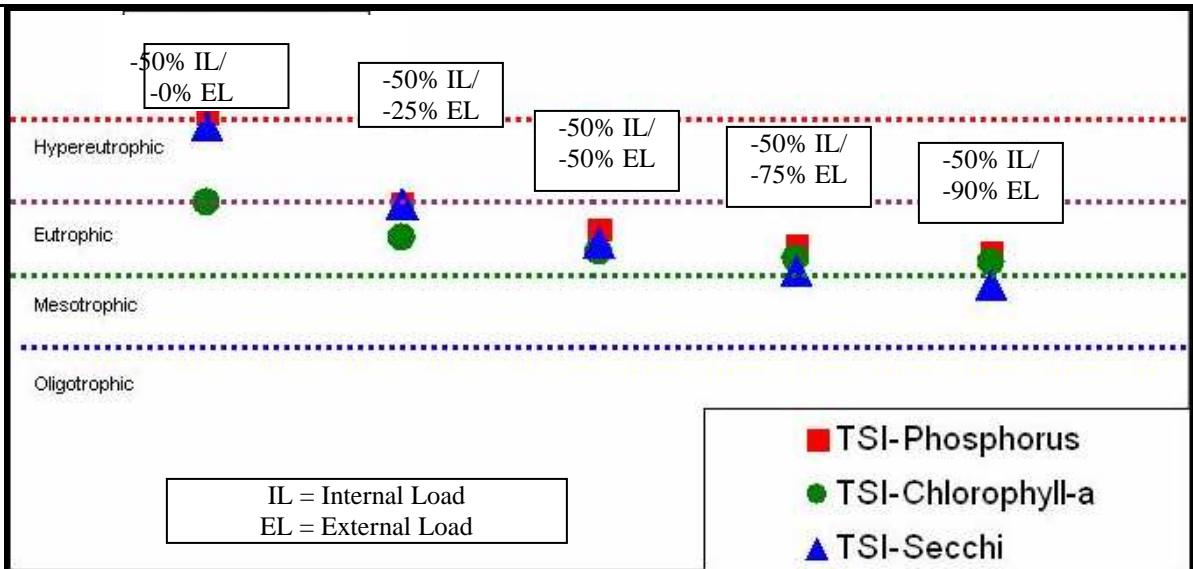 -50% IL/
-0% EL
-50% IL/
-25% EL
-50% IL/
-50% EL
-50% IL/
-75% EL
-50% IL/
-90% EL
Hypereutrophic
Eutrophic
Mesotrophic
Oligotrophic
IL = Internal Load
EL = External Load
TSI-Phosphorus
TSI-Chlorophyll-a
TSI-Secchi